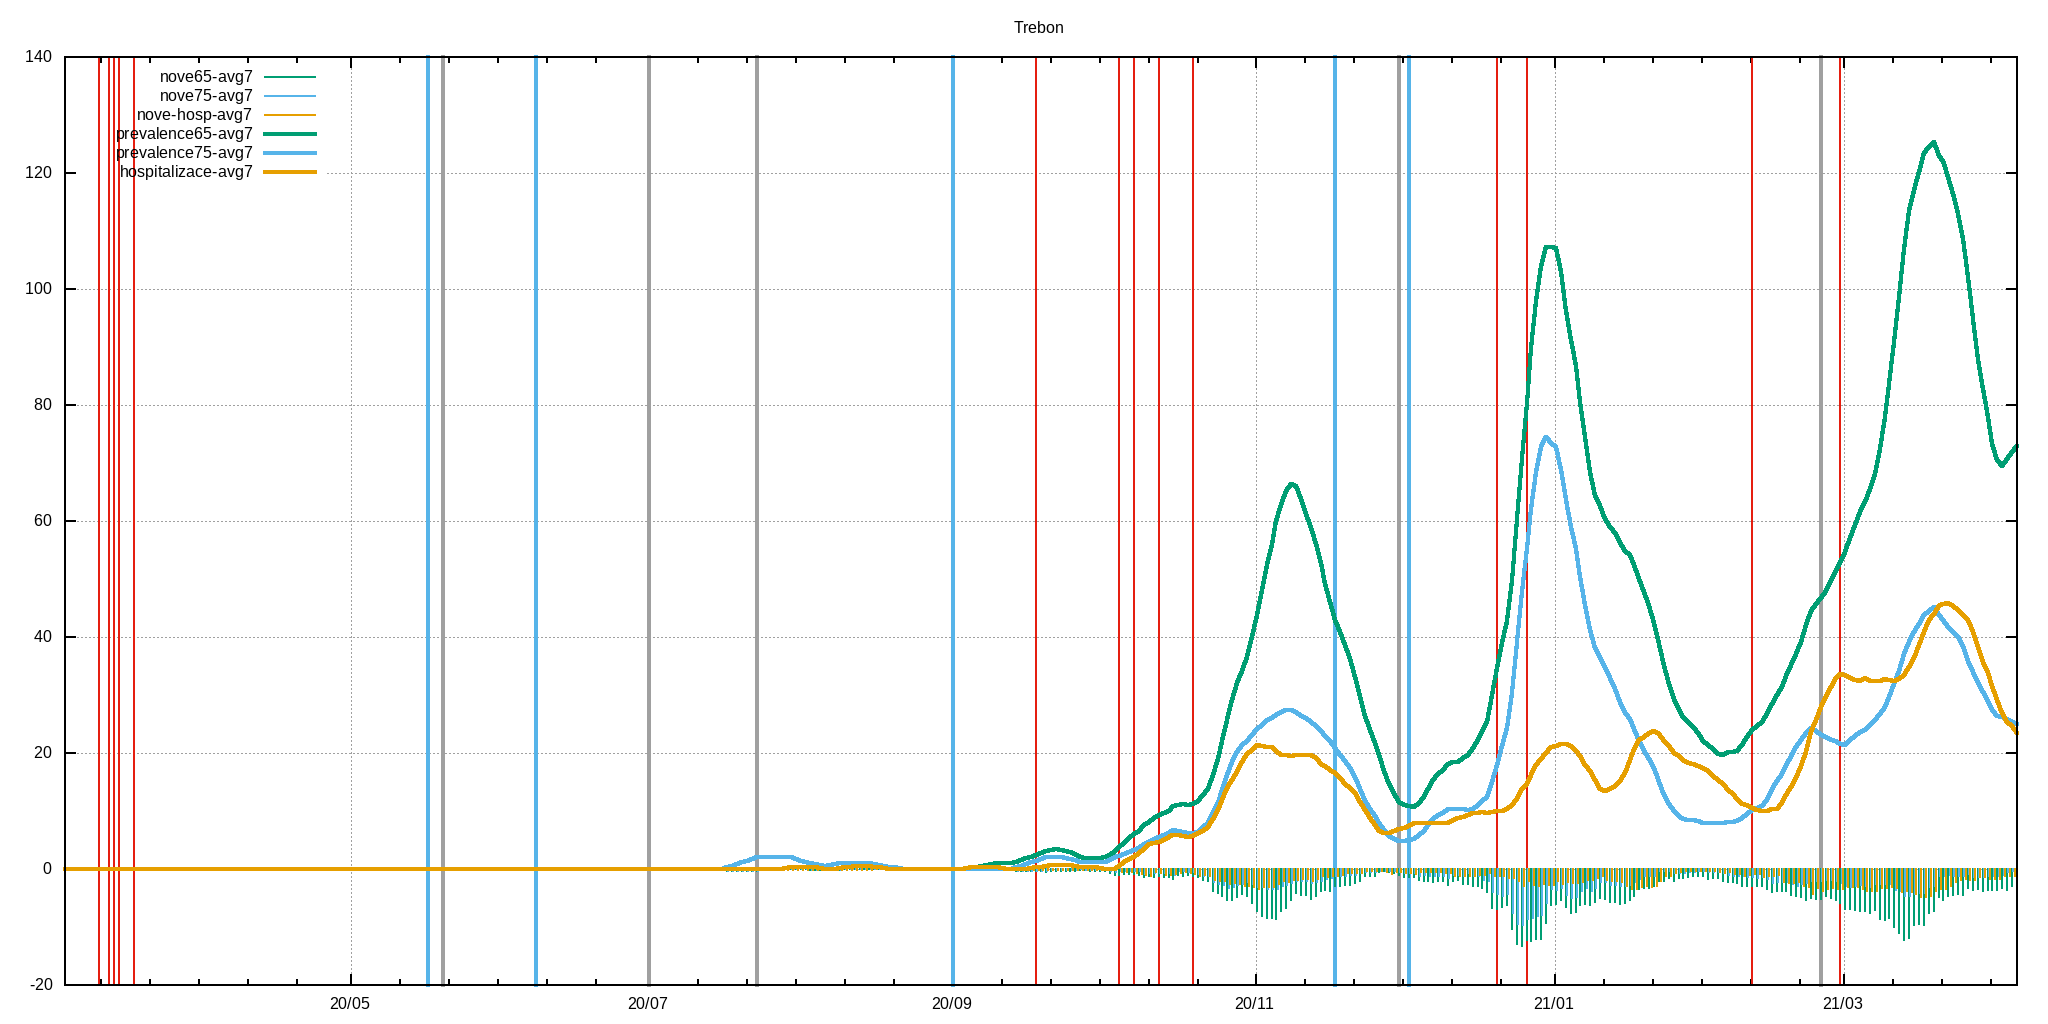 Trebon
140
120
100
80
60
40
20
0
-20
nove65-avg7
nove75-avg7
nove-hosp-avg7
prevalence65-avg7
prevalence75-avg7
hospitalizace-avg7
20/05 20/07 20/09 20/11 21/01 21/03